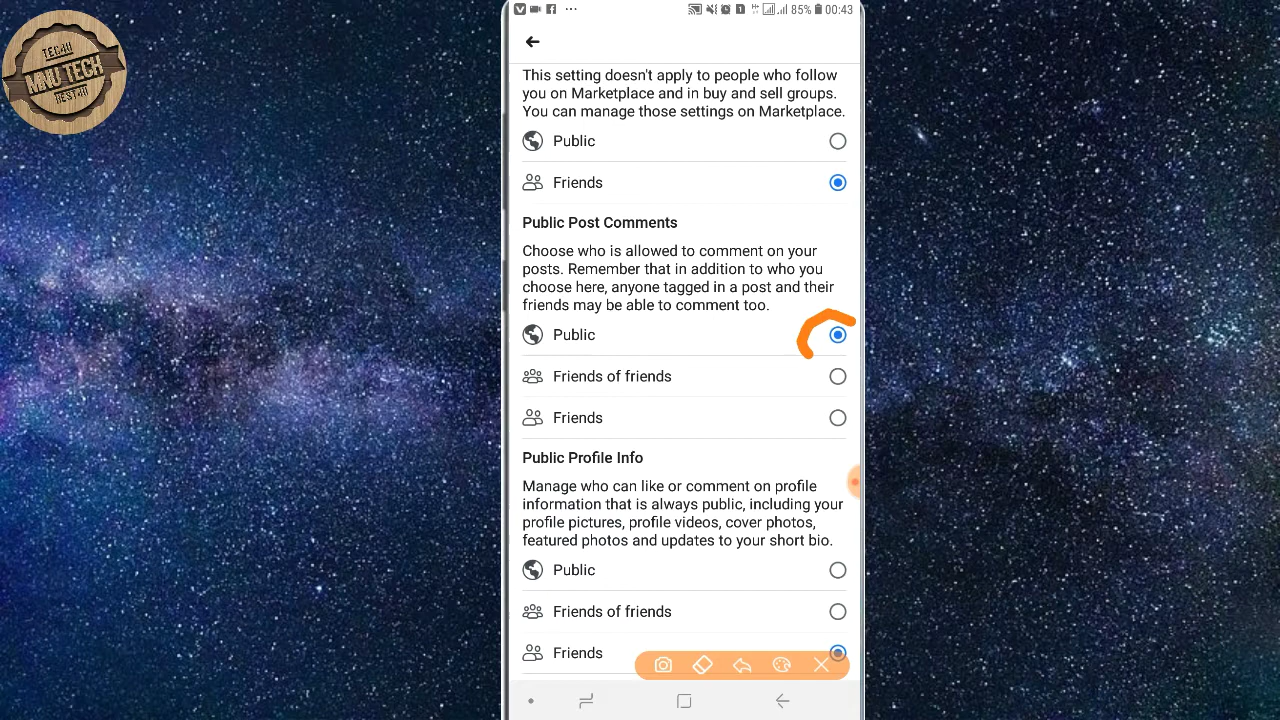 TECH4U
MNU TECH
BEST4U
85% 00:43
This setting doesn't apply to people who follow
you on Marketplace and in buy and sell groups.
You can manage those settings on Marketplace.
Public
Friends
Public Post Comments
Choose who is allowed to comment on your
posts. Remember that in addition to who you
choose here, anyone tagged in a post and their
friends may be able to comment too.
Public
Friends of friends
Friends
Public Profile Info
Manage who can like or comment on profile
information that is always public, including your
profile pictures, profile videos, cover photos,
featured photos and updates to your short bio.
Public
Friends of friends
Friends